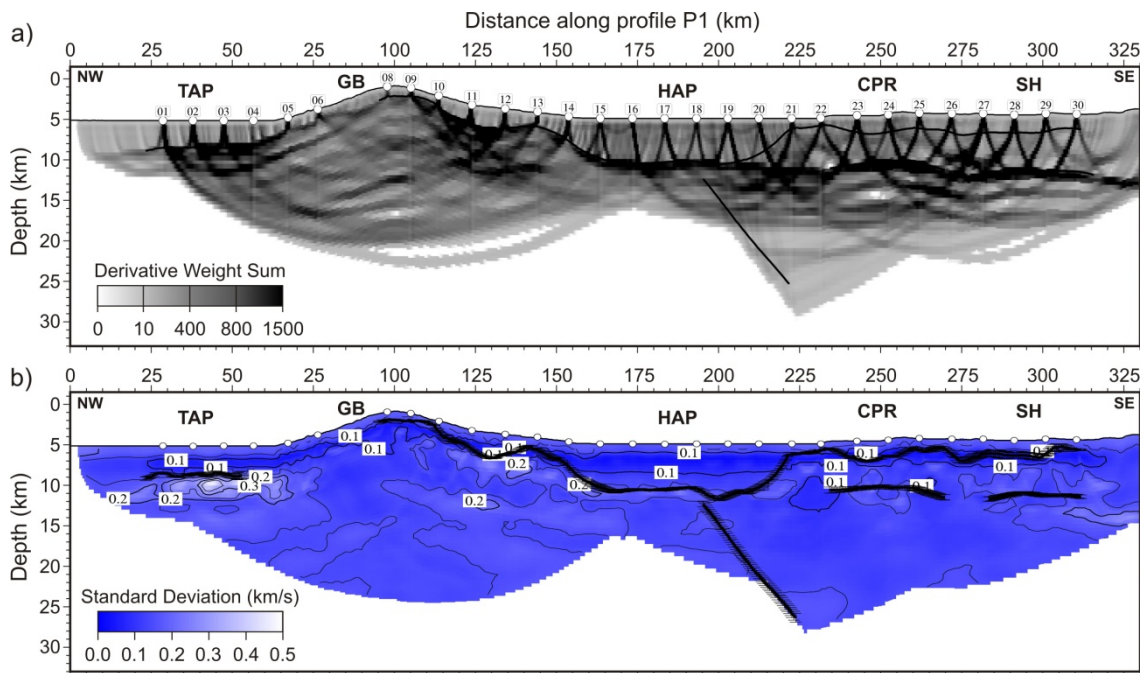 Distance along profile P1 (km)
a)
0 25 50 25 100 125 150 175 200 225 250 275 300 325
NW TAP GB HAP CPR SH SE
01 02 03 04 05 06 08 09 10 11 12 13 14 15 16 17 18 19 20 21 22 23 24 25 26 27 28 29 30
Depth (km)
0
5
10
15
20
25
30
Derivative Weight Sum
0 10 400 800 1500
b)
0 25 50 25 100 125 150 175 200 225 250 275 300 325
NW TAP GB HAP CPR SH SE
Depth (km)
0
5
10
15
20
25
30
0.1 0.1 0.1 0.1 0.1 0.1
0.1 0.1 0.2 0.2 0.1 0.1 0.1
0.2 0.2 0.3 0.2 0.2 0.1 0.1
Standard Deviation (km/s)
0.0 0.1 0.2 0.3 0.4 0.5